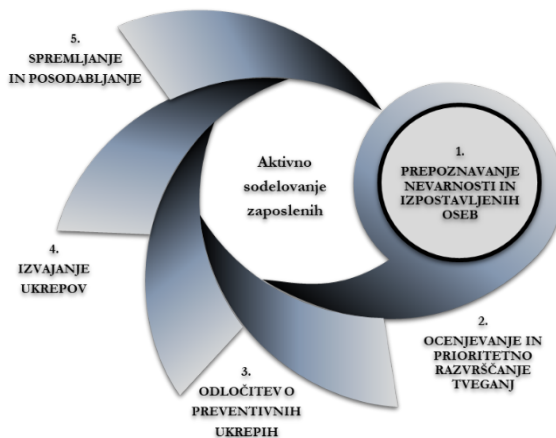 1.
PREPOZNAVANJE
NEVARNOSTI IN
IZPOSTAVLJENIH
OSEB
2.
OCENJEVANJE IN
PRIORITETNO
RAZVRŠČANJE
TVEGANJ
3.
ODLOČITEV O
PREVENTIVNIH
UKREPIH
4.
IZVAJANJE
UKREPOV
5.
SPREMLJANJE
IN POSODABLJANJE
Aktivno
sodelovanje
zaposlenih